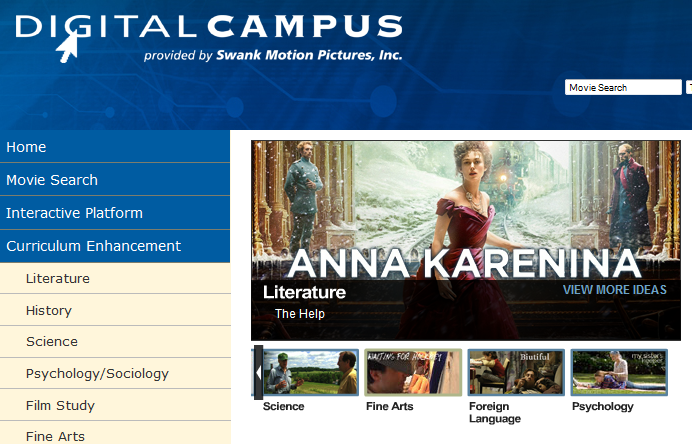 DIGITAL CAMPUS
provided by Swank Motion Pictures, Inc.
Movie Search
Home
Movie Search
Interactive Platform
Curriculum Enhancement
Literature
History
Science
Psychology/Sociology
Film Study
Fine Arts
ANNA KARENINA
Literature
VIEW MORE IDEAS
The Help
WAITING FOR HOCKNEY
Biutiful
my sister's keeper
Science
Fine Arts
Foreign
Language
Psychology